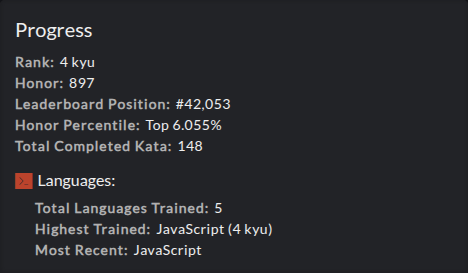 Progress
Rank: 4 kyu
Honor: 897
Leaderboard Position: #42,053
Honor Percentile: Top 6.055%
Total Completed Kata: 148
Languages:
Total Languages Trained: 5
Highest Trained: JavaScript (4 kyu)
Most Recent: JavaScript